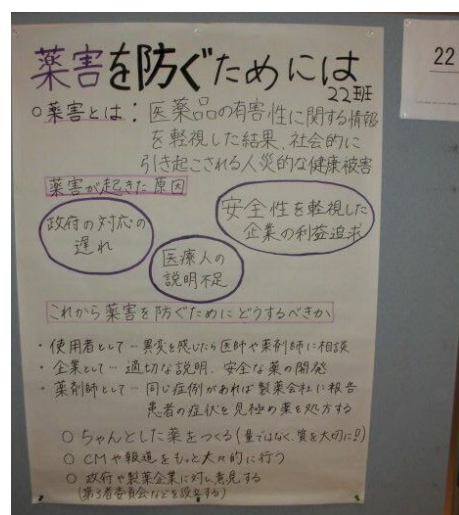 薬害を防ぐためには
22班
○薬害とは：医薬品の有害性に関する情報
を軽視した結果、社会的に
引き起こされる人災的な健康被害
薬害が起きた原因
政府の対応の
遅れ
医療人の
説明不足
安全性を軽視した
企業の利益追求
これから薬害を防ぐためにどうするべきか
・使用者として…異変を感じたら医師や薬剤師に相談
・企業として…適切な説明、安全な薬の開発
・薬剤師として…同じ症例があれば製薬会社に報告
患者の症状を見極め薬を処方する
○ちゃんとした薬をつくる(量ではなく、質を大切に!!)
○CMや報道をもっと大々的に行う
○政府や製薬企業に対し意見する
(第3者委員会などを設立する)
22